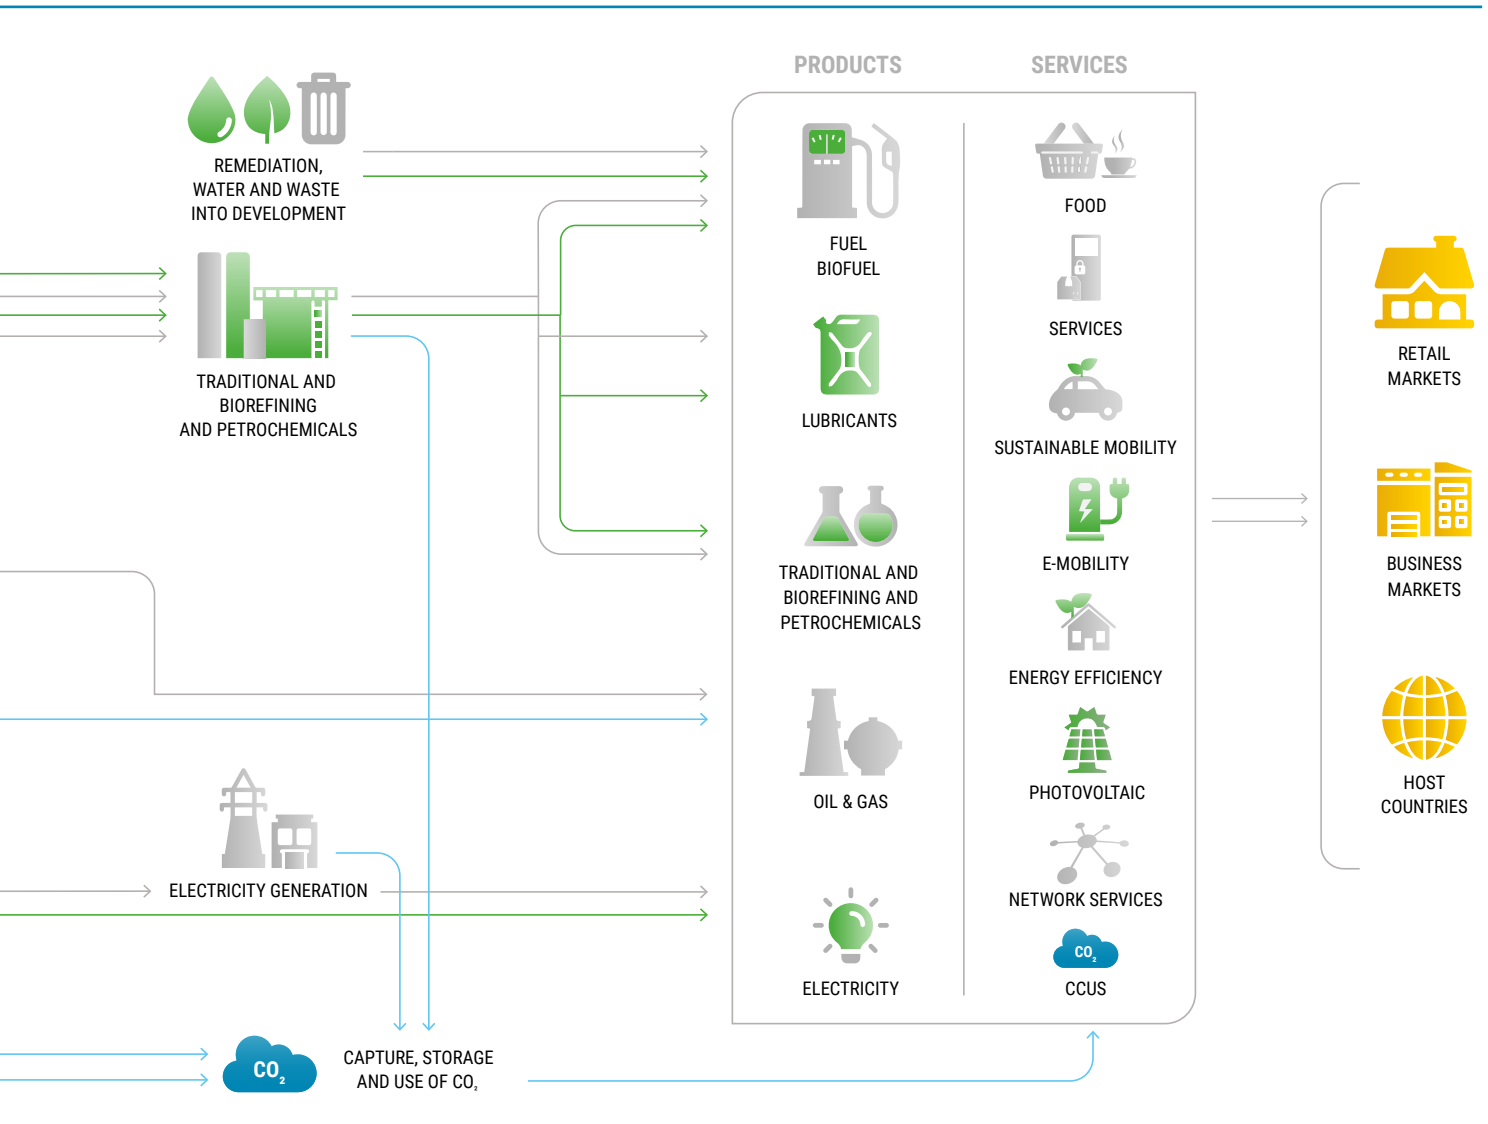 PRODUCTS
SERVICES
REMEDIATION,
WATER AND WASTE
INTO DEVELOPMENT
TRADITIONAL AND
BIOREFINING
AND PETROCHEMICALS
ELECTRICITY GENERATION
CO₂
CAPTURE, STORAGE
AND USE OF CO₂
FUEL
BIOFUEL
LUBRICANTS
TRADITIONAL AND
BIOREFINING AND
PETROCHEMICALS
OIL & GAS
ELECTRICITY
FOOD
SERVICES
SUSTAINABLE MOBILITY
E-MOBILITY
ENERGY EFFICIENCY
PHOTOVOLTAIC
NETWORK SERVICES
CO₂
CCUS
RETAIL
MARKETS
BUSINESS
MARKETS
HOST
COUNTRIES